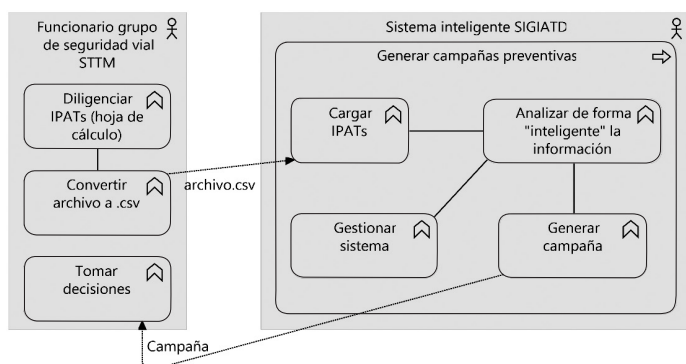 Funcionario grupo
de seguridad vial
STTM
Diligenciar
IPATs (hoja de
cálculo)
Convertir
archivo a .csv
Tomar
decisiones
archivo.csv
Campaña
Sistema inteligente SIGIATD
Generar campañas preventivas
Cargar
IPATs
Analizar de forma
"inteligente" la
información
Gestionar
sistema
Generar
campaña